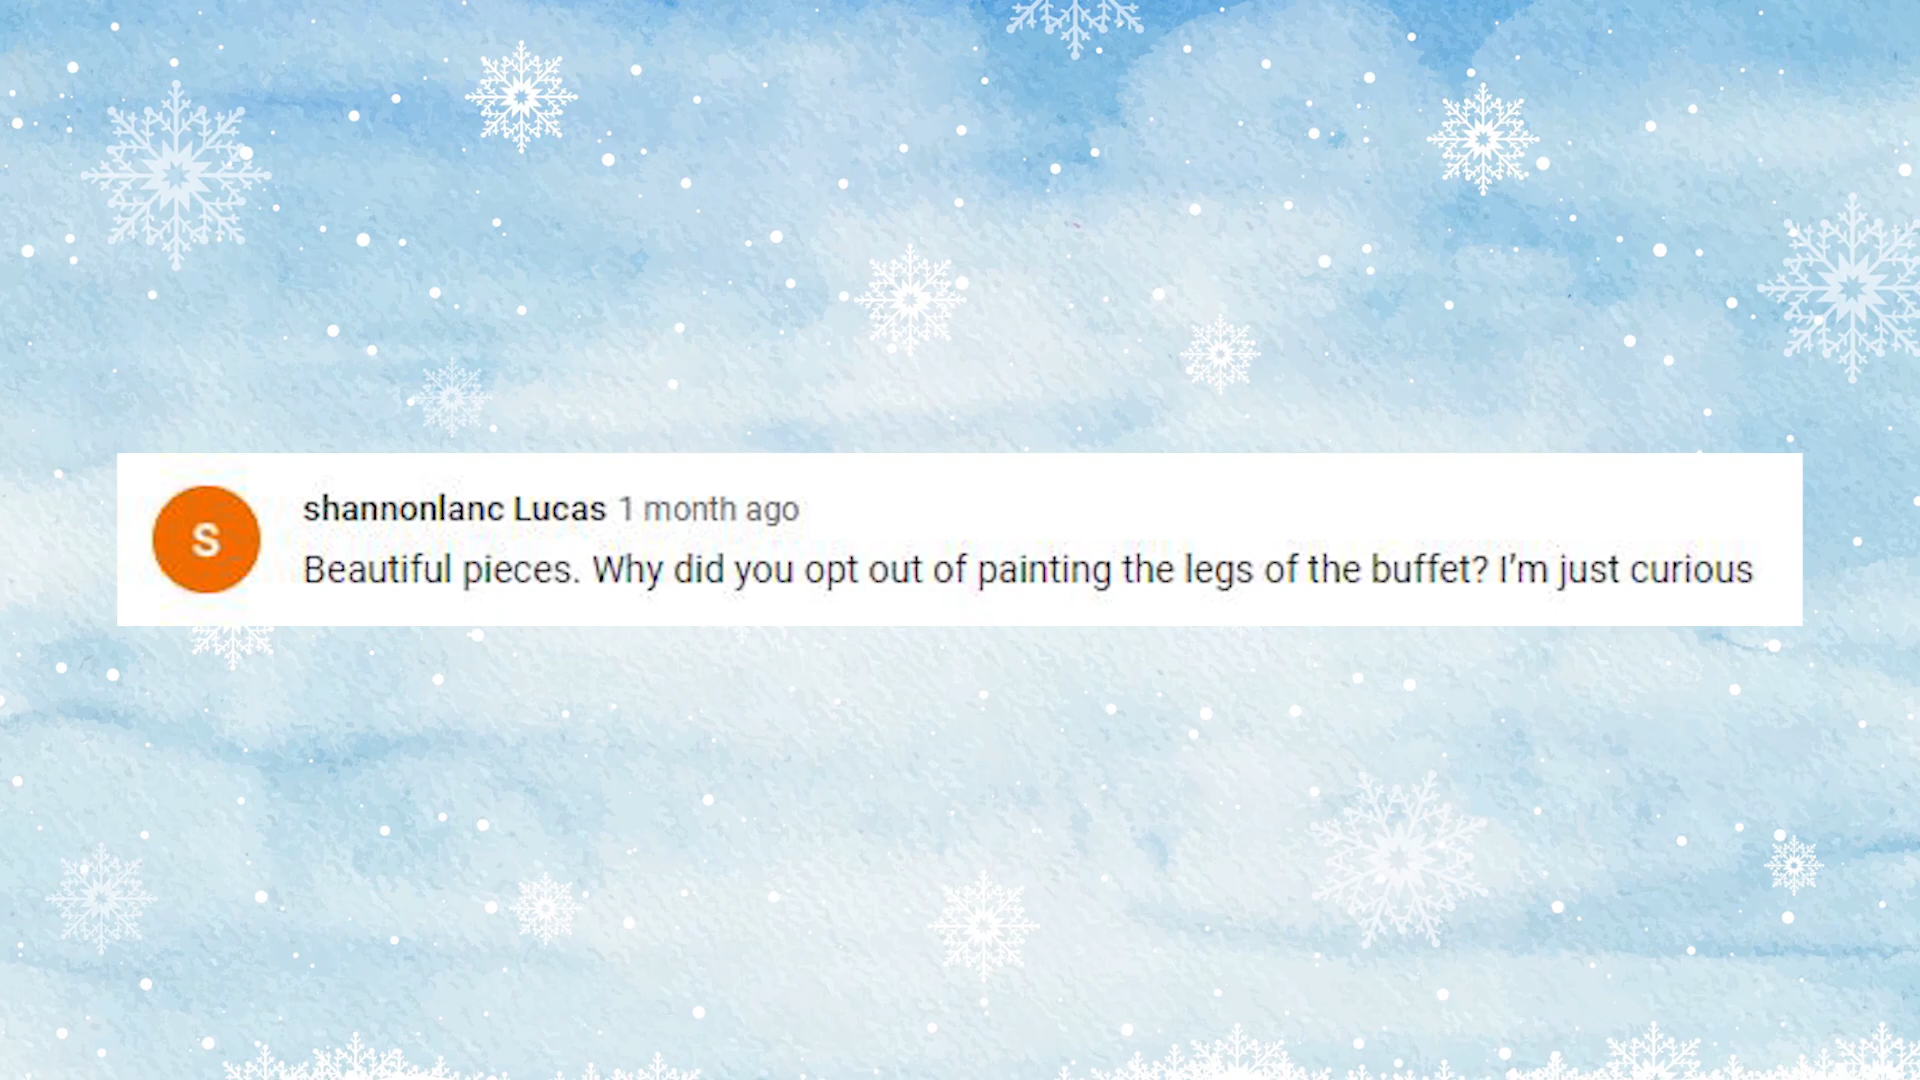 S
shannonlanc Lucas 1 month ago
Beautiful pieces. Why did you opt out of painting the legs of the buffet? I’m just curious